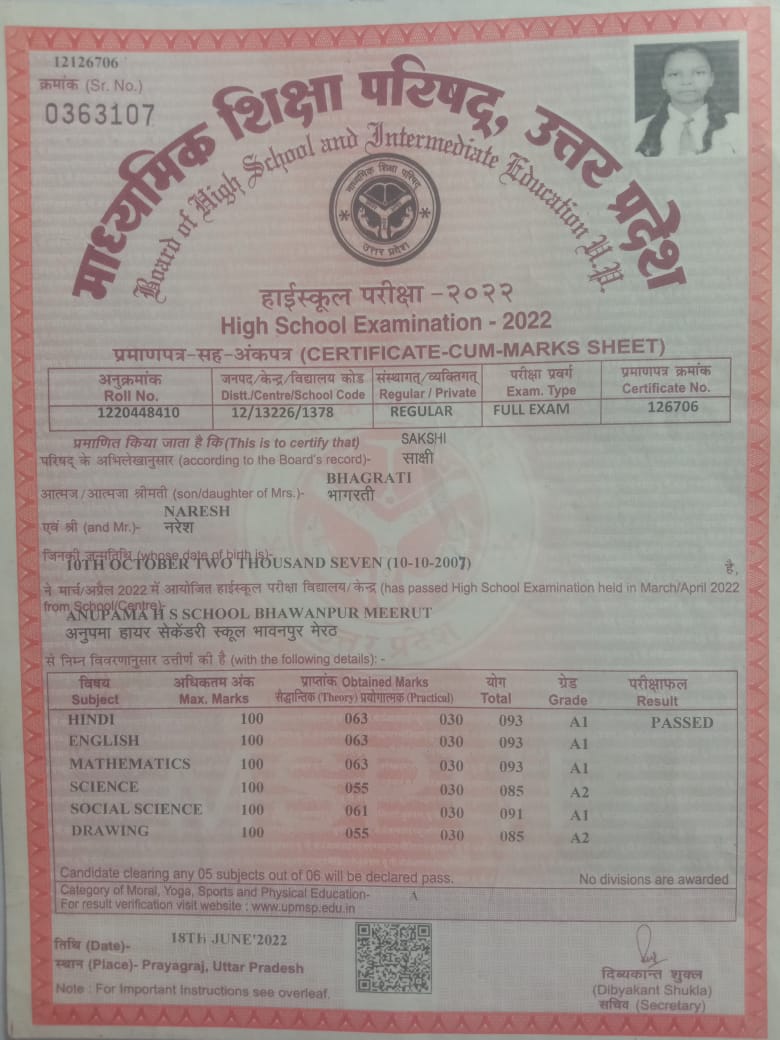 12126706
क्रमांक (Sr. No.)
0363107
माध्यमिक शिक्षा परिषद्, उत्तर प्रदेश
Board of High School and Intermediate Education U.P.
माध्यमिक शिक्षा परिषद्
उत्तर प्रदेश
हाईस्कूल परीक्षा - २०२२
High School Examination - 2022
प्रमाणपत्र-सह-अंकपत्र (CERTIFICATE-CUM-MARKS SHEET)
अनुक्रमांक जनपद/केन्द्र/विद्यालय कोड संस्थागत्/व्यक्तिगत् परीक्षा प्रवर्ग प्रमाणपत्र क्रमांक
Roll No. Distt./Centre/School Code Regular / Private Exam. Type Certificate No.
1220448410 12/13226/1378 REGULAR FULL EXAM 126706
प्रमाणित किया जाता है कि (This is to certify that) SAKSHI
परिषद् के अभिलेखानुसार (according to the Board's record)- साक्षी
BHAGRATI
आत्मज/आत्मजा श्रीमती (son/daughter of Mrs.)- भागरती
NARESH
एवं श्री (and Mr.)- नरेश
जिनकी जन्मतिथि (whose date of birth is)-
10TH OCTOBER TWO THOUSAND SEVEN (10-10-2007) है,
ने मार्च/अप्रैल 2022 में आयोजित हाईस्कूल परीक्षा विद्यालय/केन्द्र (has passed High School Examination held in March/April 2022
from School/Centre)-
ANUPAMA H S SCHOOL BHAWANPUR MEERUT
अनुपमा हायर सेकेंडरी स्कूल भावनपुर मेरठ
से निम्न विवरणानुसार उत्तीर्ण की है (with the following details): -
विषय अधिकतम अंक प्राप्तांक Obtained Marks योग ग्रेड परीक्षाफल
Subject Max. Marks सैद्धान्तिक (Theory) प्रयोगात्मक (Practical) Total Grade Result
HINDI 100 063 030 093 A1 PASSED
ENGLISH 100 063 030 093 A1
MATHEMATICS 100 063 030 093 A1
SCIENCE 100 055 030 085 A2
SOCIAL SCIENCE 100 061 030 091 A1
DRAWING 100 055 030 085 A2
Candidate clearing any 05 subjects out of 06 will be declared pass. No divisions are awarded
Category of Moral, Yoga, Sports and Physical Education- A
For result verification visit website : www.upmsp.edu.in
तिथि (Date)- 18TH JUNE'2022
स्थान (Place)- Prayagraj, Uttar Pradesh
Note : For Important Instructions see overleaf.
दिब्यकान्त शुक्ल
(Dibyakant Shukla)
सचिव (Secretary)